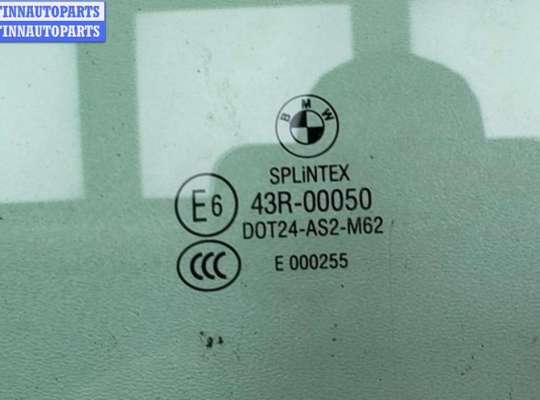 TINNAUTOPARTS
TINNAUTOPARTS
BMW
SPLiNTEX
E6 43R-00050
DOT24-AS2-M62
CCC E 000255